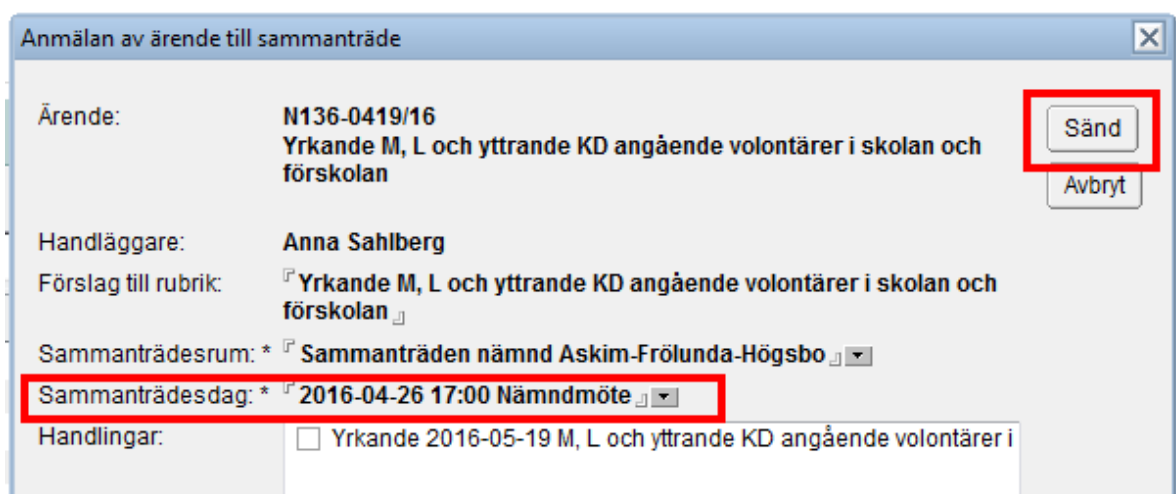 Anmälan av ärende till sammanträde
Ärende: N136-0419/16
Yrkande M, L och yttrande KD angående volontärer i skolan och
förskolan
Sänd
Avbryt
Handläggare: Anna Sahlberg
Förslag till rubrik: Yrkande M, L och yttrande KD angående volontärer i skolan och
förskolan
Sammanträdesrum: * Sammanträden nämnd Askim-Frölunda-Högsbo
Sammanträdesdag: * 2016-04-26 17:00 Nämndmöte
Handlingar: Yrkande 2016-05-19 M, L och yttrande KD angående volontärer i